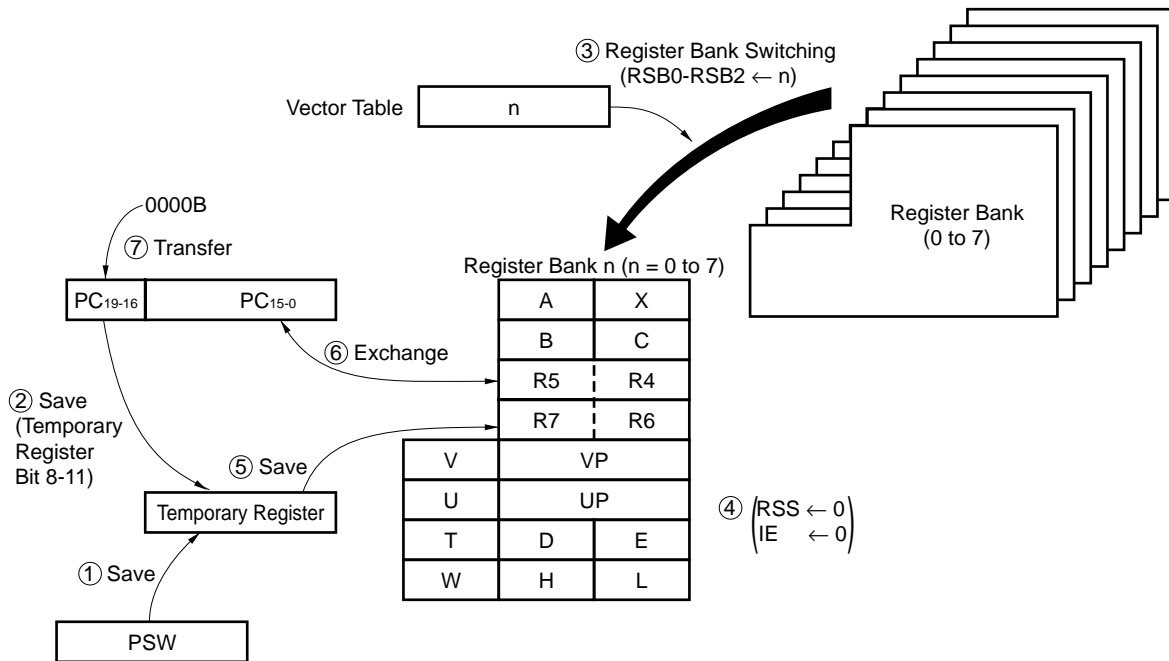 ③ Register Bank Switching
(RSB0-RSB2 ← n)
Vector Table
n
Register Bank
(0 to 7)
0000B
⑦ Transfer
Register Bank n (n = 0 to 7)
PC19-16
PC15-0
A
X
B
C
⑥ Exchange
R5
R4
R7
R6
② Save
(Temporary
Register
Bit 8-11)
⑤ Save
V
VP
U
UP
Temporary Register
④
RSS ← 0
IE ← 0
T
D
E
W
H
L
① Save
PSW